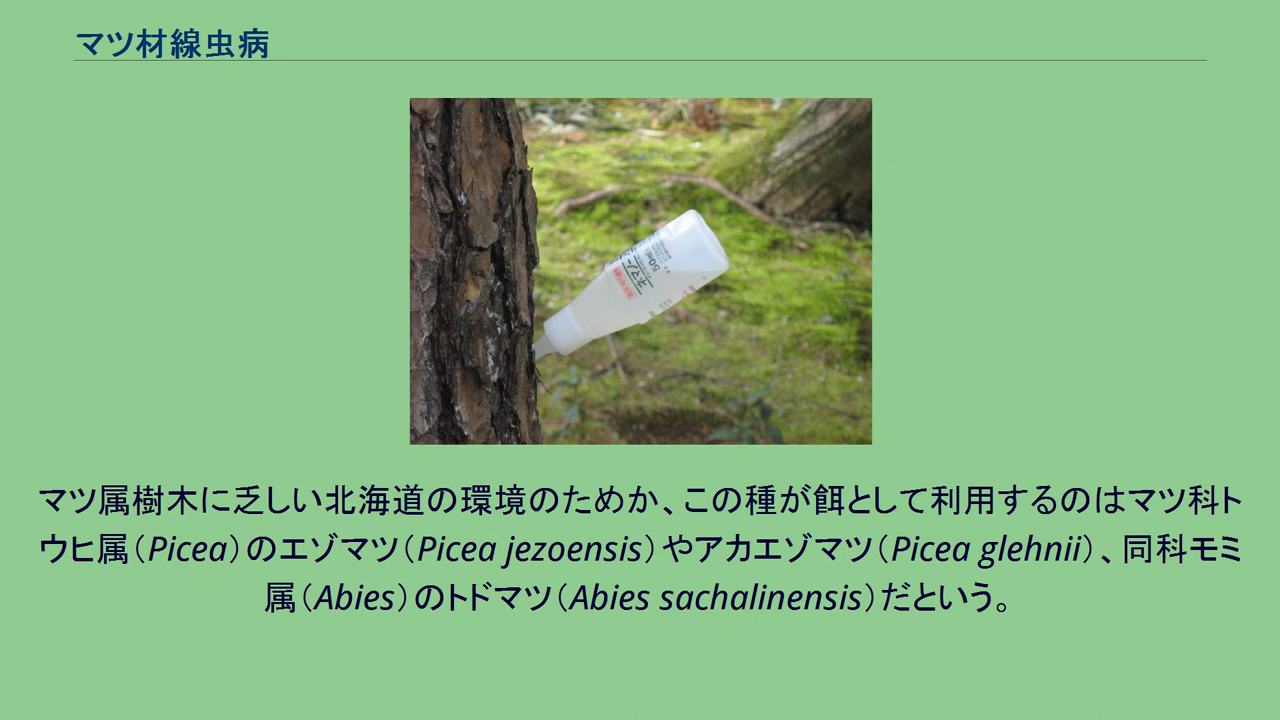 マツ材線虫病
50ml
マツ属樹木に乏しい北海道の環境のためか、この種が餌として利用するのはマツ科ト
ウヒ属（Picea）のエゾマツ（Picea jezoensis）やアカエゾマツ（Picea glehnii）、同科モミ
属（Abies）のトドマツ（Abies sachalinensis）だという。